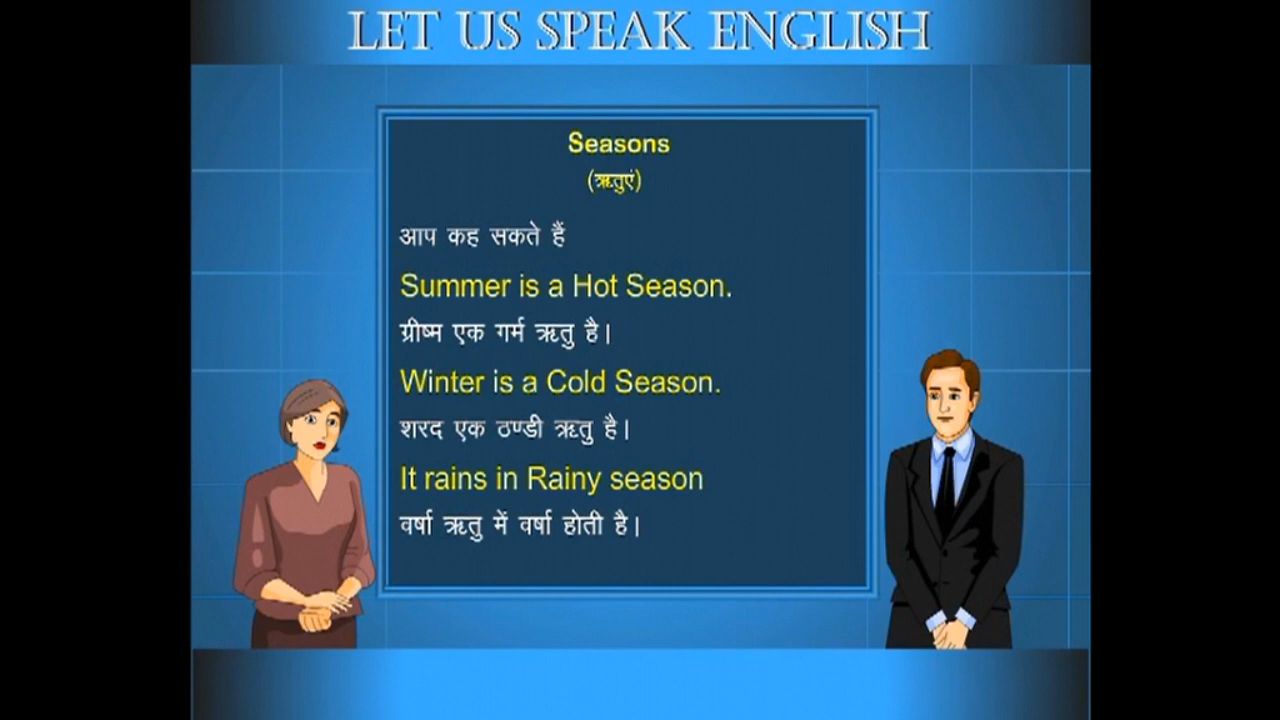 LET US SPEAK ENGLISH
Seasons
(ऋतुएं)
आप कह सकते हैं
Summer is a Hot Season.
ग्रीष्म एक गर्म ऋतु है।
Winter is a Cold Season.
शरद एक ठण्डी ऋतु है।
It rains in Rainy season
वर्षा ऋतु में वर्षा होती है।